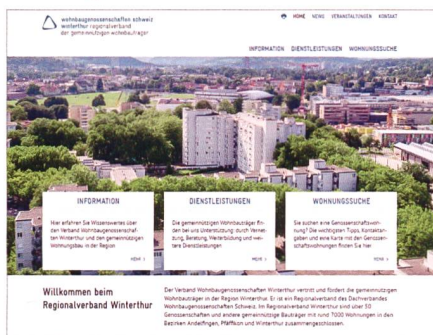 wohnbaugenossenschaften schweiz
winterthur regionalverband
der gemeinnützigen wohnbauträger
HOME NEWS VERANSTALTUNGEN KONTAKT
INFORMATION DIENSTLEISTUNGEN WOHNUNGSSUCHE
INFORMATION
Hier erfahren Sie Wissenswertes über
den Verband Wohnbaugenossenschaf-
ten Winterthur und den gemeinnützigen
Wohnungsbau in der Region
MEHR >
DIENSTLEISTUNGEN
Die gemeinnützigen Wohnbauträger fin-
den bei uns Unterstützung: durch Vernet-
zung, Beratung, Weiterbildung und wei-
tere Dienstleistungen
MEHR >
WOHNUNGSSUCHE
Sie suchen eine Genossenschaftswoh-
nung? Die wichtigsten Tipps, Kontaktan-
gaben und eine Karte mit den Genossen-
schaftswohnungen finden Sie hier
MEHR >
Willkommen beim
Regionalverband Winterthur
Der Verband Wohnbaugenossenschaften Winterthur vertritt und fördert die gemeinnützigen
Wohnbauträger in der Region Winterthur. Er ist ein Regionalverband des Dachverbandes
Wohnbaugenossenschaften Schweiz. Im Regionalverband Winterthur sind über 30
Genossenschaften und andere gemeinnützige Bauträger mit rund 7000 Wohnungen in den
Bezirken Andelfingen, Pfäffikon und Winterthur zusammengeschlossen.